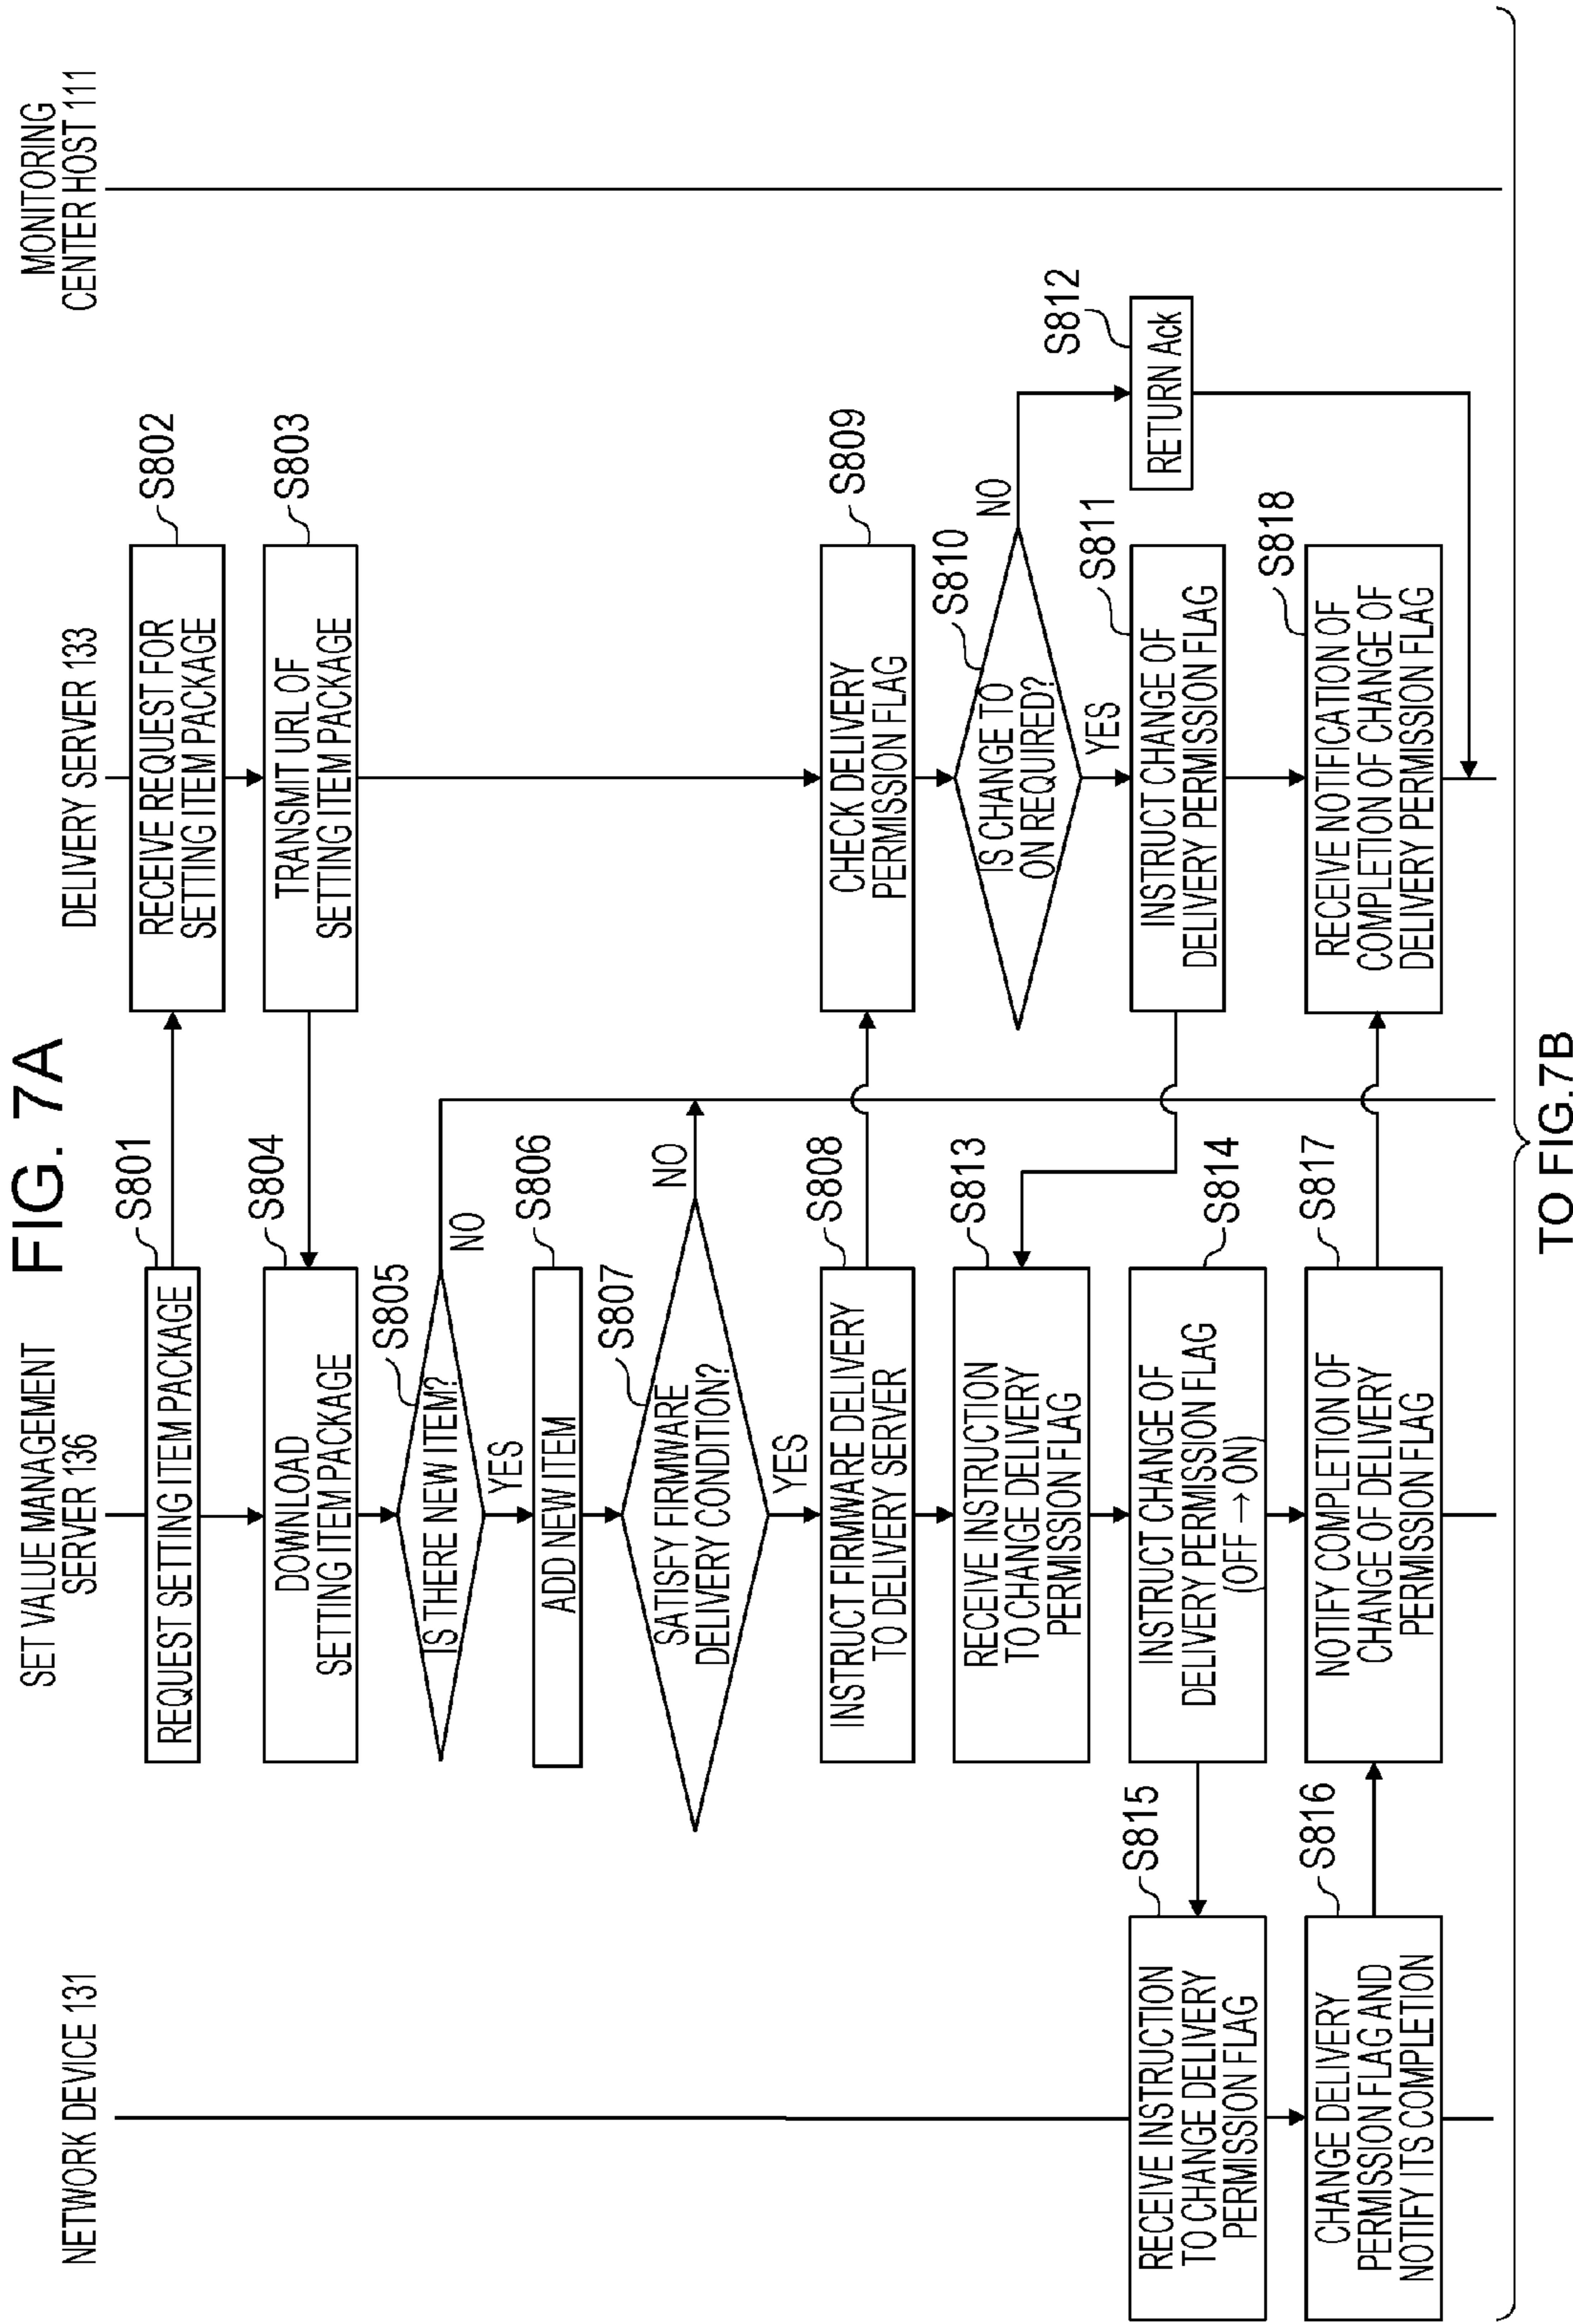 FIG. 7A
NETWORK DEVICE 131
SET VALUE MANAGEMENT
SERVER 136
DELIVERY SERVER 133
MONITORING
CENTER HOST 111
S801
REQUEST SETTING ITEM PACKAGE
S802
RECEIVE REQUEST FOR
SETTING ITEM PACKAGE
S803
TRANSMIT URL OF
SETTING ITEM PACKAGE
S804
DOWNLOAD
SETTING ITEM PACKAGE
S805
IS THERE NEW ITEM?
NO
YES
S806
ADD NEW ITEM
S807
SATISFY FIRMWARE
DELIVERY CONDITION?
NO
YES
S808
INSTRUCT FIRMWARE DELIVERY
TO DELIVER SERVER
S809
CHECK DELIVERY
PERMISSION FLAG
S810
IS CHANGE TO
ON REQUIRED?
NO
YES
S811
INSTRUCT CHANGE OF
DELIVERY PERMISSION FLAG
S812
RETURN Ack
S813
RECEIVE INSTRUCTION
TO CHANGE DELIVERY
PERMISSION FLAG
S814
INSTRUCT CHANGE OF
DELIVERY PERMISSION FLAG
(OFF → ON)
S815
RECEIVE INSTRUCTION
TO CHANGE DELIVERY
PERMISSION FLAG
S816
CHANGE DELIVERY
PERMISSION FLAG AND
NOTIFY ITS COMPLETION
S817
NOTIFY COMPLETION OF
CHANGE OF DELIVERY
PERMISSION FLAG
S818
RECEIVE NOTIFICATION OF
COMPLETION OF CHANGE OF
DELIVERY PERMISSION FLAG
TO FIG.7B